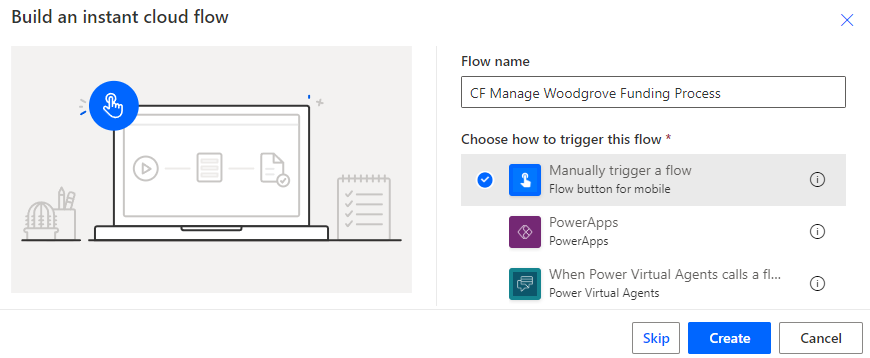 Build an instant cloud flow
Flow name
CF Manage Woodgrove Funding Process
Choose how to trigger this flow *
Manually trigger a flow
Flow button for mobile
PowerApps
PowerApps
When Power Virtual Agents calls a fl...
Power Virtual Agents
Skip
Create
Cancel